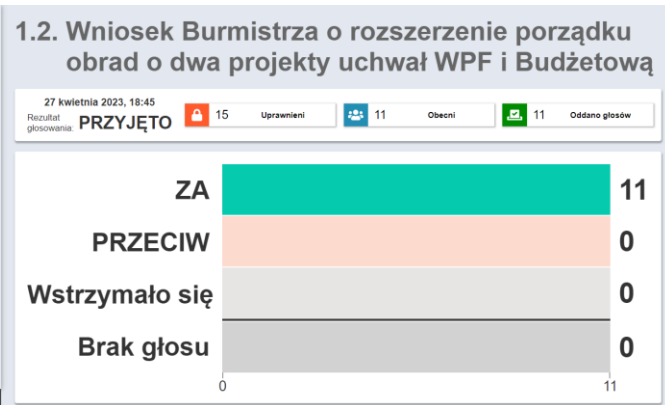 1.2. Wniosek Burmistrza o rozszerzenie porządku
obrad o dwa projekty uchwał WPF i Budżetową
27 kwietnia 2023, 18:45
Rezultat głosowania: PRZYJĘTO
15 Uprawnieni
11 Obecni
11 Oddano głosów
ZA 11
PRZECIW 0
Wstrzymało się 0
Brak głosu 0
0 11